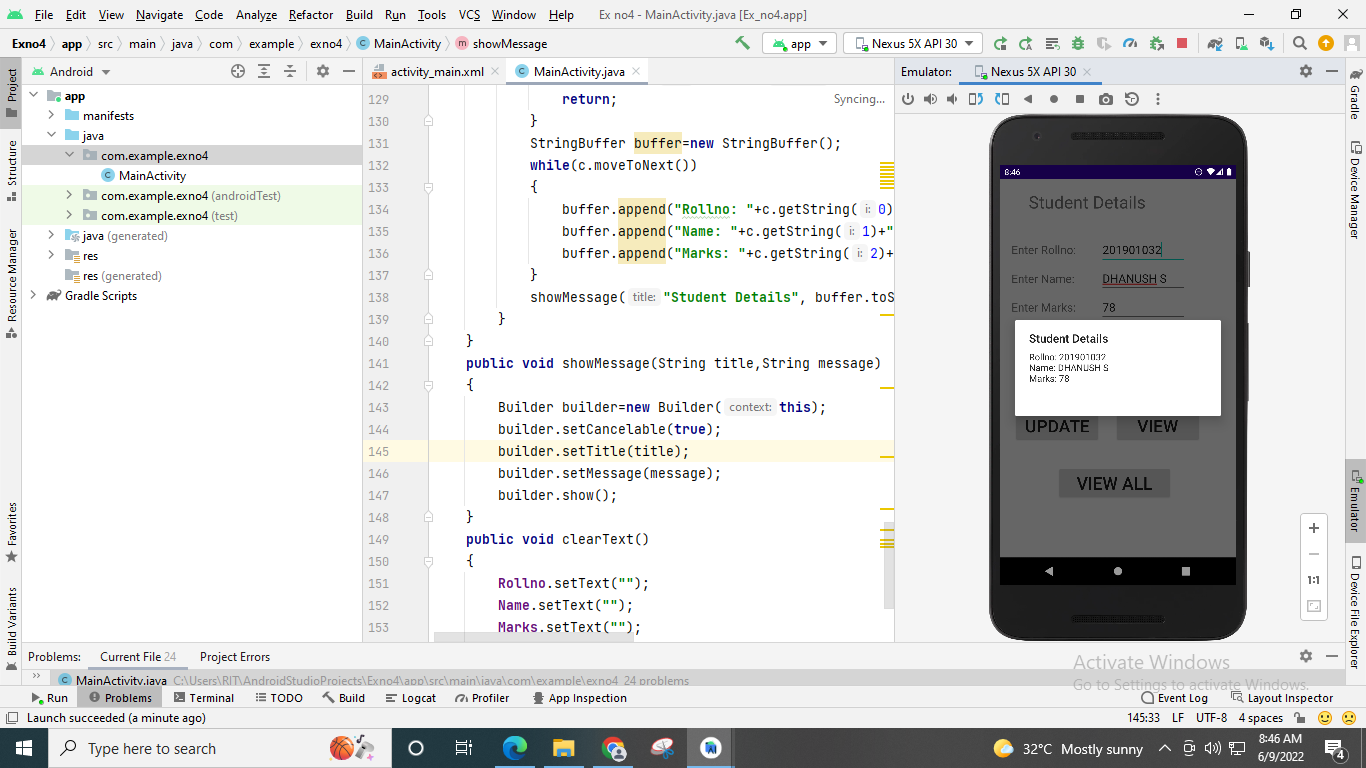 File Edit View Navigate Code Analyze Refactor Build Run Tools VCS Window Help Ex no4 - MainActivity.java [Ex_no4.app]
Exno4 app src main java com example exno4 MainActivity showMessage app Nexus 5X API 30
Android activity_main.xml MainActivity.java Emulator: Nexus 5X API 30
Project
Structure
Resource Manager
Favorites
Build Variants
app
manifests
java
com.example.exno4
MainActivity
com.example.exno4 (androidTest)
com.example.exno4 (test)
java (generated)
res
res (generated)
Gradle Scripts
Syncing...
129 return;
130 }
131 StringBuffer buffer=new StringBuffer();
132 while(c.moveToNext())
133 {
134 buffer.append("Rollno: "+c.getString( i: 0)
135 buffer.append("Name: "+c.getString( i: 1)+"
136 buffer.append("Marks: "+c.getString( i: 2)+
137 }
138 showMessage( title: "Student Details", buffer.toS
139 }
140 }
141 public void showMessage(String title,String message)
142 {
143 Builder builder=new Builder( context: this);
144 builder.setCancelable(true);
145 builder.setTitle(title);
146 builder.setMessage(message);
147 builder.show();
148 }
149 public void clearText()
150 {
151 Rollno.setText("");
152 Name.setText("");
153 Marks.setText("");
8:46
Student Details
Enter Rollno: 201901032
Enter Name: DHANUSH S
Enter Marks: 78
Student Details
Rollno: 201901032
Name: DHANUSH S
Marks: 78
UPDATE VIEW
VIEW ALL
1:1
Gradle
Device Manager
Emulator
Device File Explorer
Problems: Current File 24 Project Errors
MainActivity.java C:\Users\RIT\AndroidStudioProjects\Exno4\app\src\main\java\com\example\exno4 24 problems
Activate Windows
Go to Settings to activate Windows.
Run Problems Terminal TODO Build Logcat Profiler App Inspection Event Log Layout Inspector
Launch succeeded (a minute ago) 145:33 LF UTF-8 4 spaces
Type here to search 32°C Mostly sunny 8:46 AM
6/9/2022 4